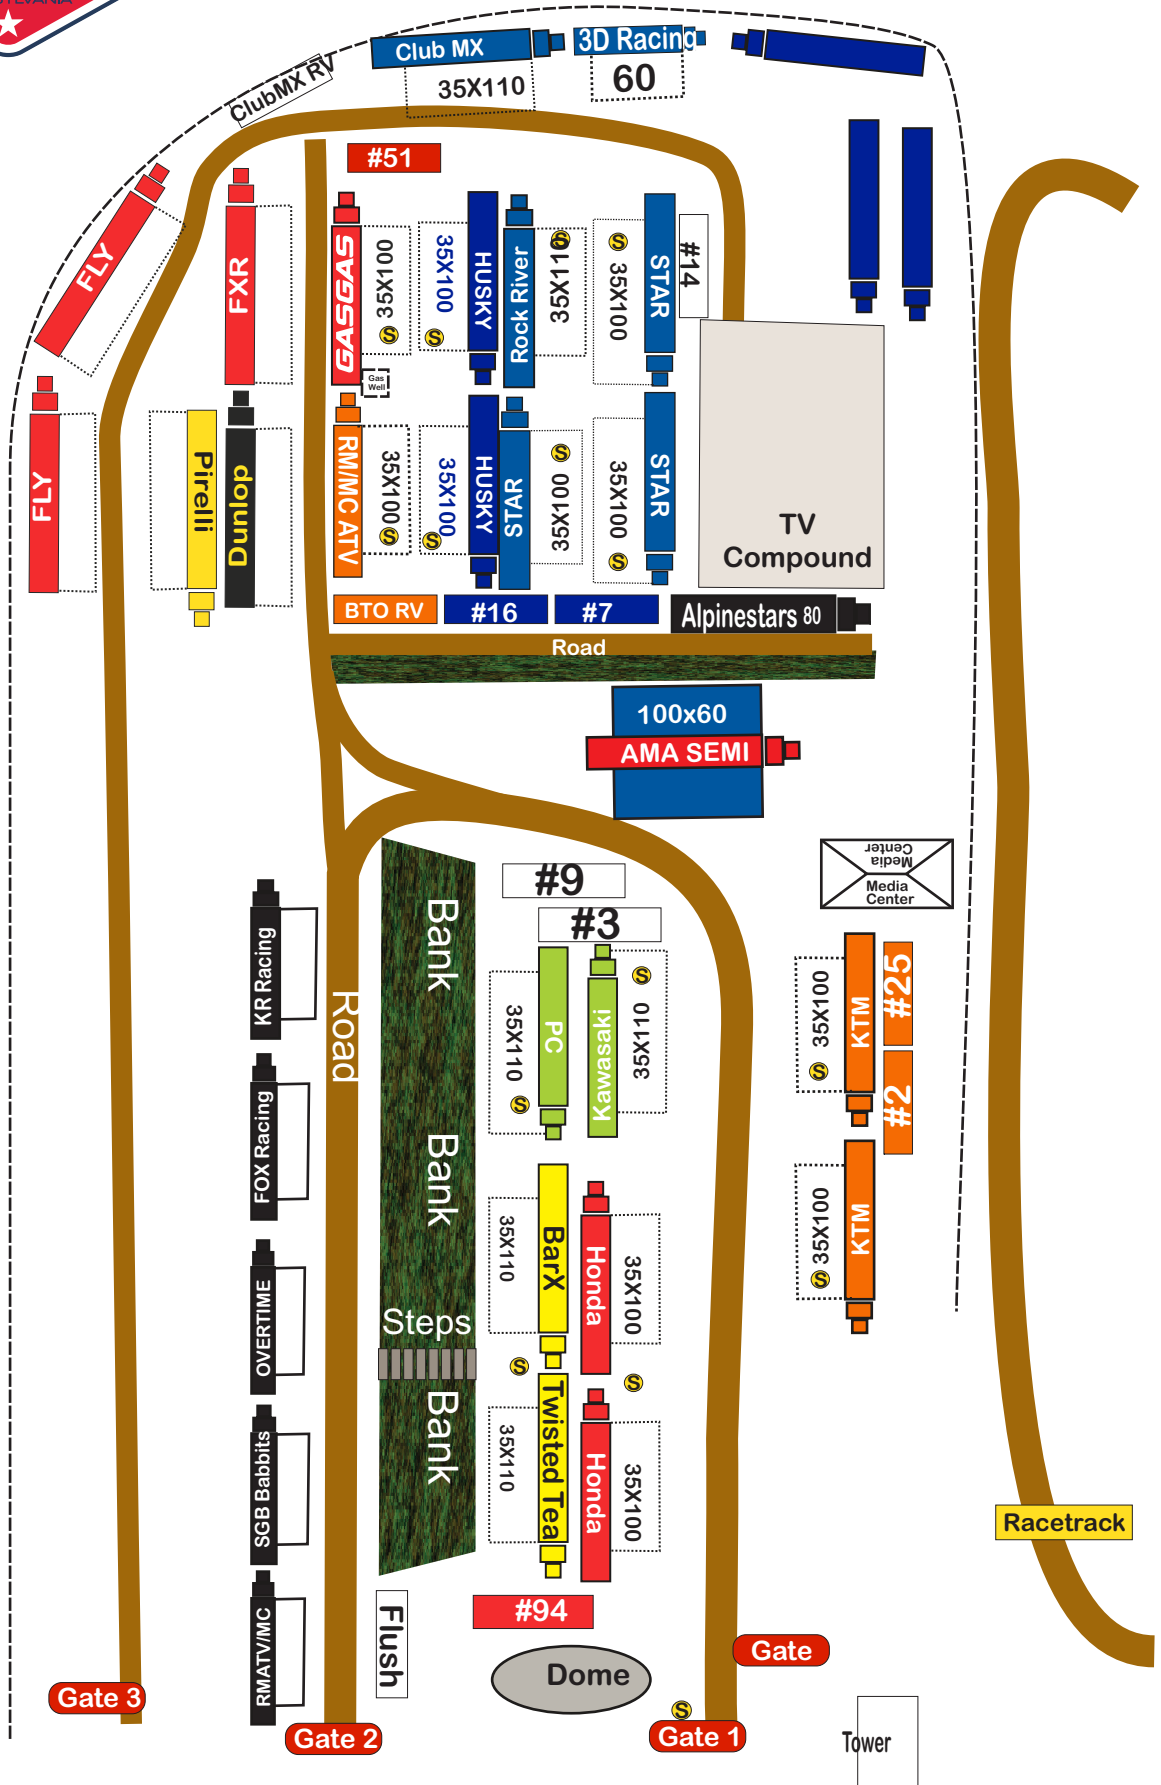 SYLVANIA
Club MX
3D Racing
35X110
60
ClubMX RV
#51
FLY
FXR
GASGAS
35X100
S
35X100
S
HUSKY
Rock River
35X110
S
S
35X100
STAR
#14
Gas
Well
FLY
Pirelli
Dunlop
RM/MC ATV
35X100
S
35X100
S
HUSKY
STAR
35X100
S
35X100
S
STAR
TV
Compound
BTO RV
#16
#7
Alpinestars 80
Road
100x60
AMA SEMI
Media
Center
Media
Center
#9
#3
KR Racing
Road
Bank
35X110
S
PC
Kawasaki
35X110
S
35X100
S
KTM
#25
#2
FOX Racing
Bank
35X110
BarX
Honda
35X100
35X100
S
KTM
OVERTIME
Steps
S
S
SGB Babbits
Bank
35X110
Twisted Tea
Honda
35X100
Racetrack
RMATV/MC
Flush
#94
Dome
Gate
Gate 3
Gate 2
S
Gate 1
Tower